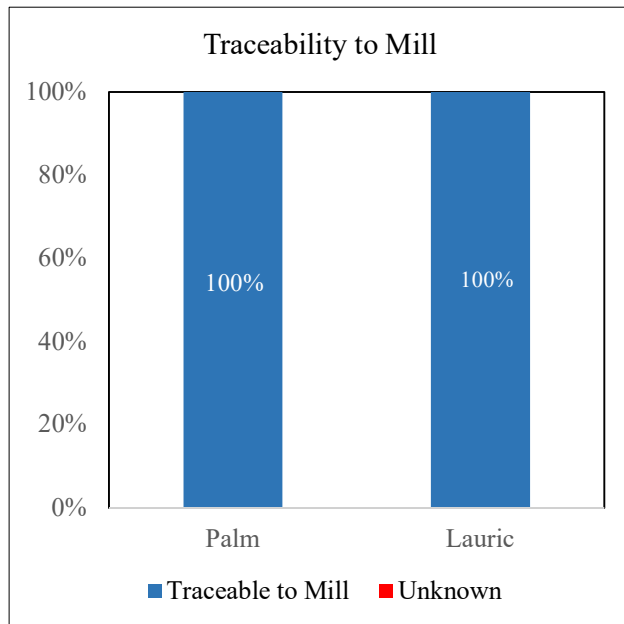 Traceability to Mill
100%
80%
60%
40%
20%
0%
100%
100%
Palm
Lauric
Traceable to Mill
Unknown